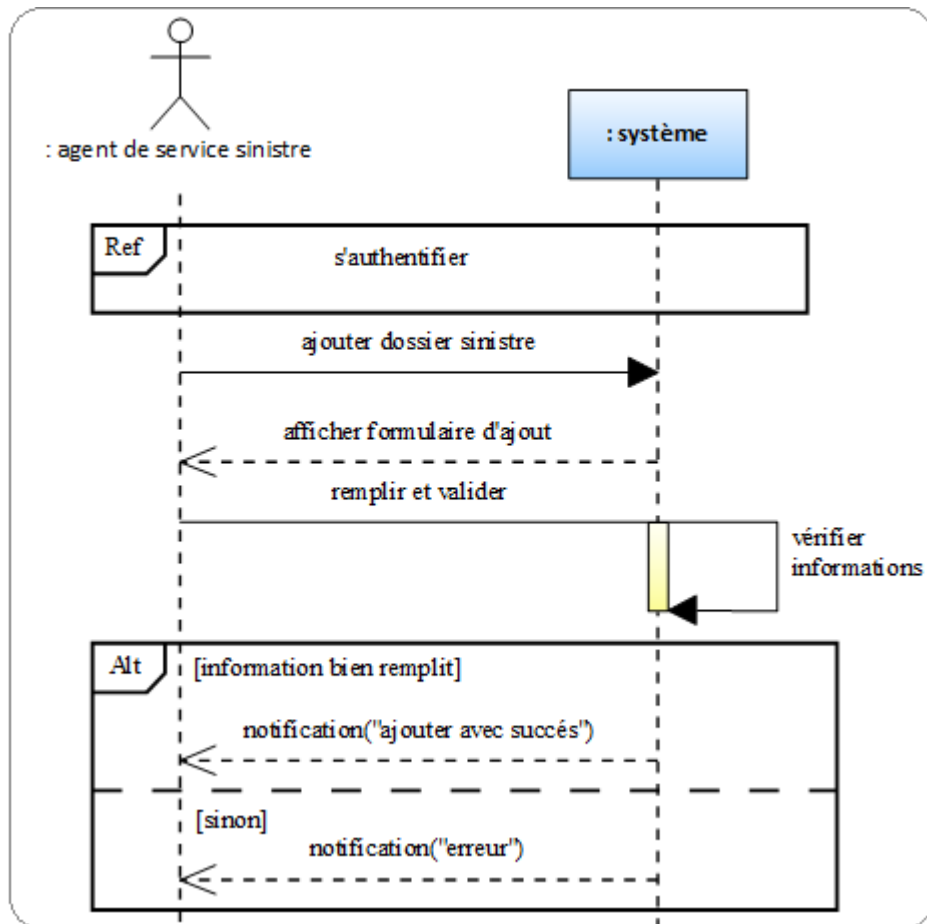 : agent de service sinistre
: système
Ref
s'authentifier
ajouter dossier sinistre
afficher formulaire d'ajout
remplir et valider
vérifier
informations
Alt
[information bien remplit]
notification("ajouter avec succés")
[sinon]
notification("erreur")